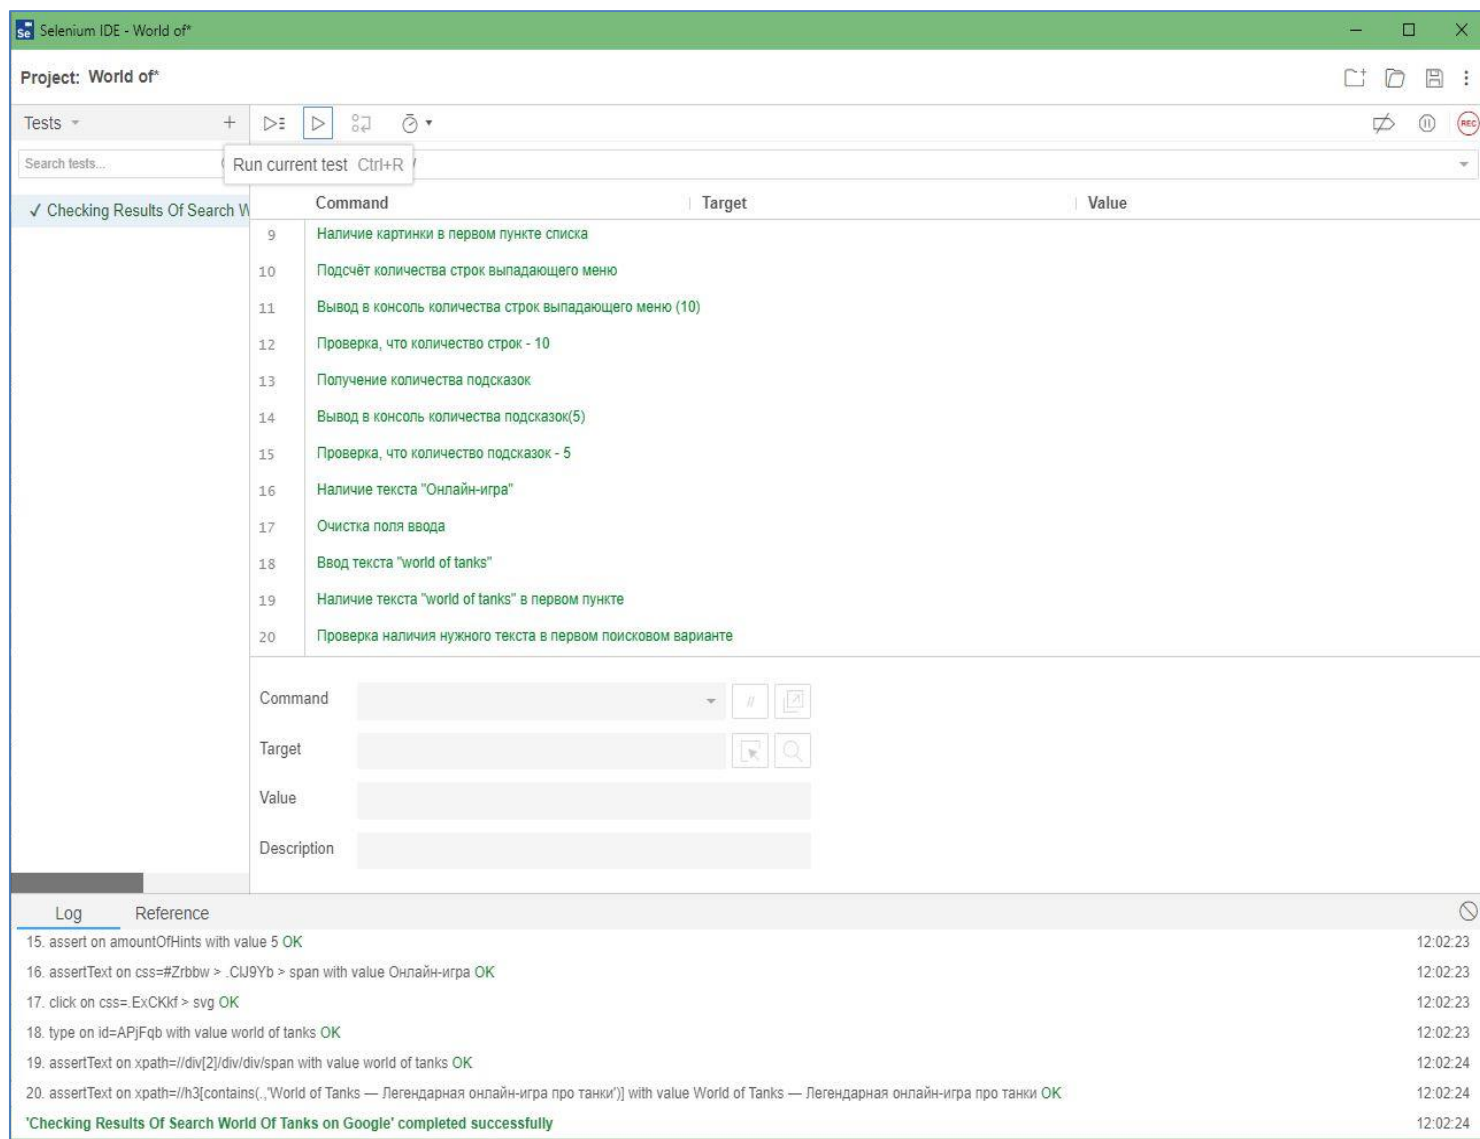 Selenium IDE - World of*
Project: World of*
Tests
Search tests...
Run current test Ctrl+R
/
✓ Checking Results Of Search W
Command Target Value
9 Наличие картинки в первом пункте списка
10 Подсчёт количества строк выпадающего меню
11 Вывод в консоль количества строк выпадающего меню (10)
12 Проверка, что количество строк - 10
13 Получение количества подсказок
14 Вывод в консоль количества подсказок(5)
15 Проверка, что количество подсказок - 5
16 Наличие текста "Онлайн-игра"
17 Очистка поля ввода
18 Ввод текста "world of tanks"
19 Наличие текста "world of tanks" в первом пункте
20 Проверка наличия нужного текста в первом поисковом варианте
Command
//
Target
Value
Description
Log Reference
15. assert on amountOfHints with value 5 OK 12:02:23
16. assertText on css=#Zrbbw > .ClJ9Yb > span with value Онлайн-игра OK 12:02:23
17. click on css=.ExCKkf > svg OK 12:02:23
18. type on id=APjFqb with value world of tanks OK 12:02:23
19. assertText on xpath=//div[2]/div/div/span with value world of tanks OK 12:02:24
20. assertText on xpath=//h3[contains(.,'World of Tanks — Легендарная онлайн-игра про танки')] with value World of Tanks — Легендарная онлайн-игра про танки OK 12:02:24
'Checking Results Of Search World Of Tanks on Google' completed successfully 12:02:24
REC
Se